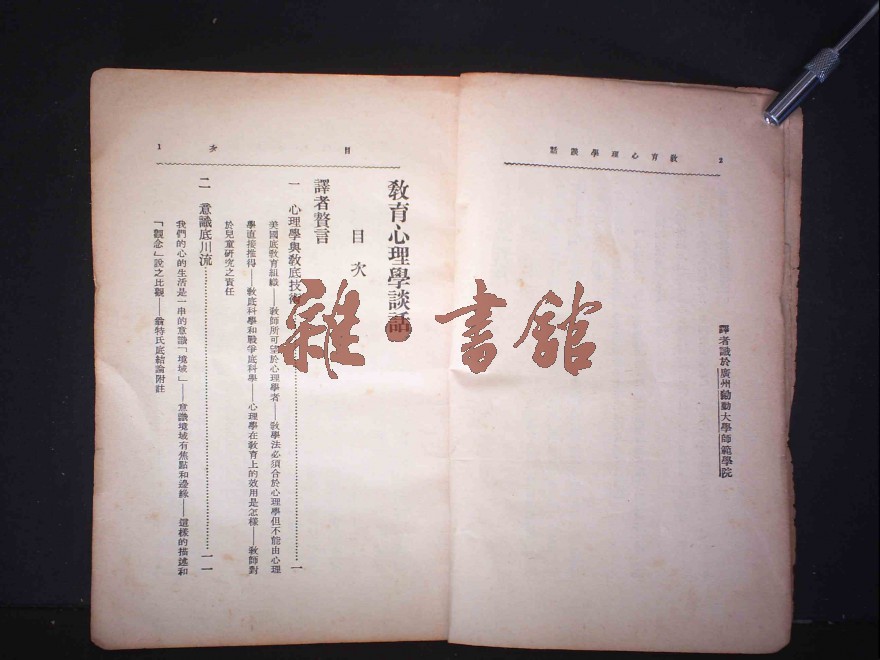 2 教育心理學談話
譯者識於廣州勷勤大學師範學院
目次 1
教育心理學談話
目次
譯者贅言
一 心理學與教底技術……一
美國底教育組織——教師所可望於心理學者——教學法必須合於心理學但不能由心理
學直接推得——教底科學和戰爭底科學——心理學在教育上的效用是怎樣——教師對
於兒童研究之責任
二 意識底川流……一一
我們的心的生活是一串的意識「境域」——意識境域有焦點和邊緣——這樣的描述和
「觀念」說之比觀——翁特氏底結論附註
雜·書館